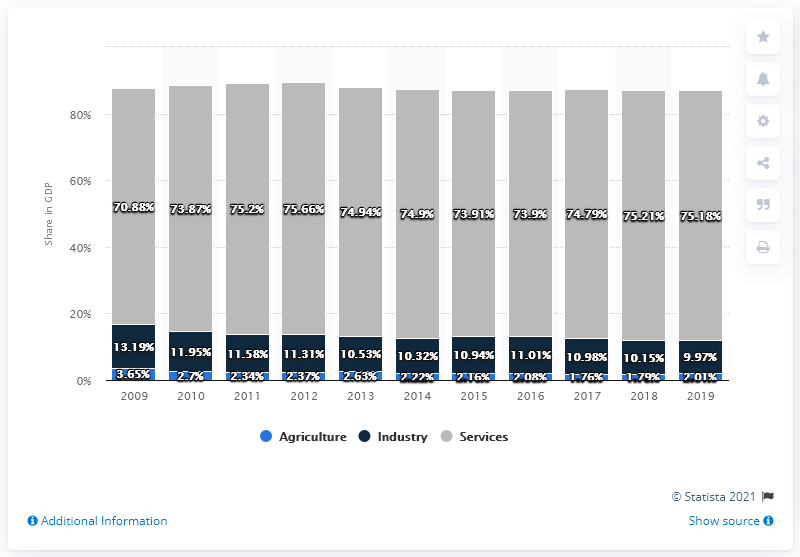 Share in GDP
80%
60%
40%
20%
0%
70.88% 73.87% 75.2% 75.66% 74.94% 74.9% 73.91% 73.9% 74.79% 75.21% 75.18%
13.19% 11.95% 11.58% 11.31% 10.53% 10.32% 10.94% 11.01% 10.98% 10.15% 9.97%
3.65% 2.7% 2.34% 2.37% 2.63% 2.22% 2.16% 2.08% 1.76% 1.79% 2.01%
2009 2010 2011 2012 2013 2014 2015 2016 2017 2018 2019
Agriculture Industry Services
© Statista 2021
Additional Information Show source